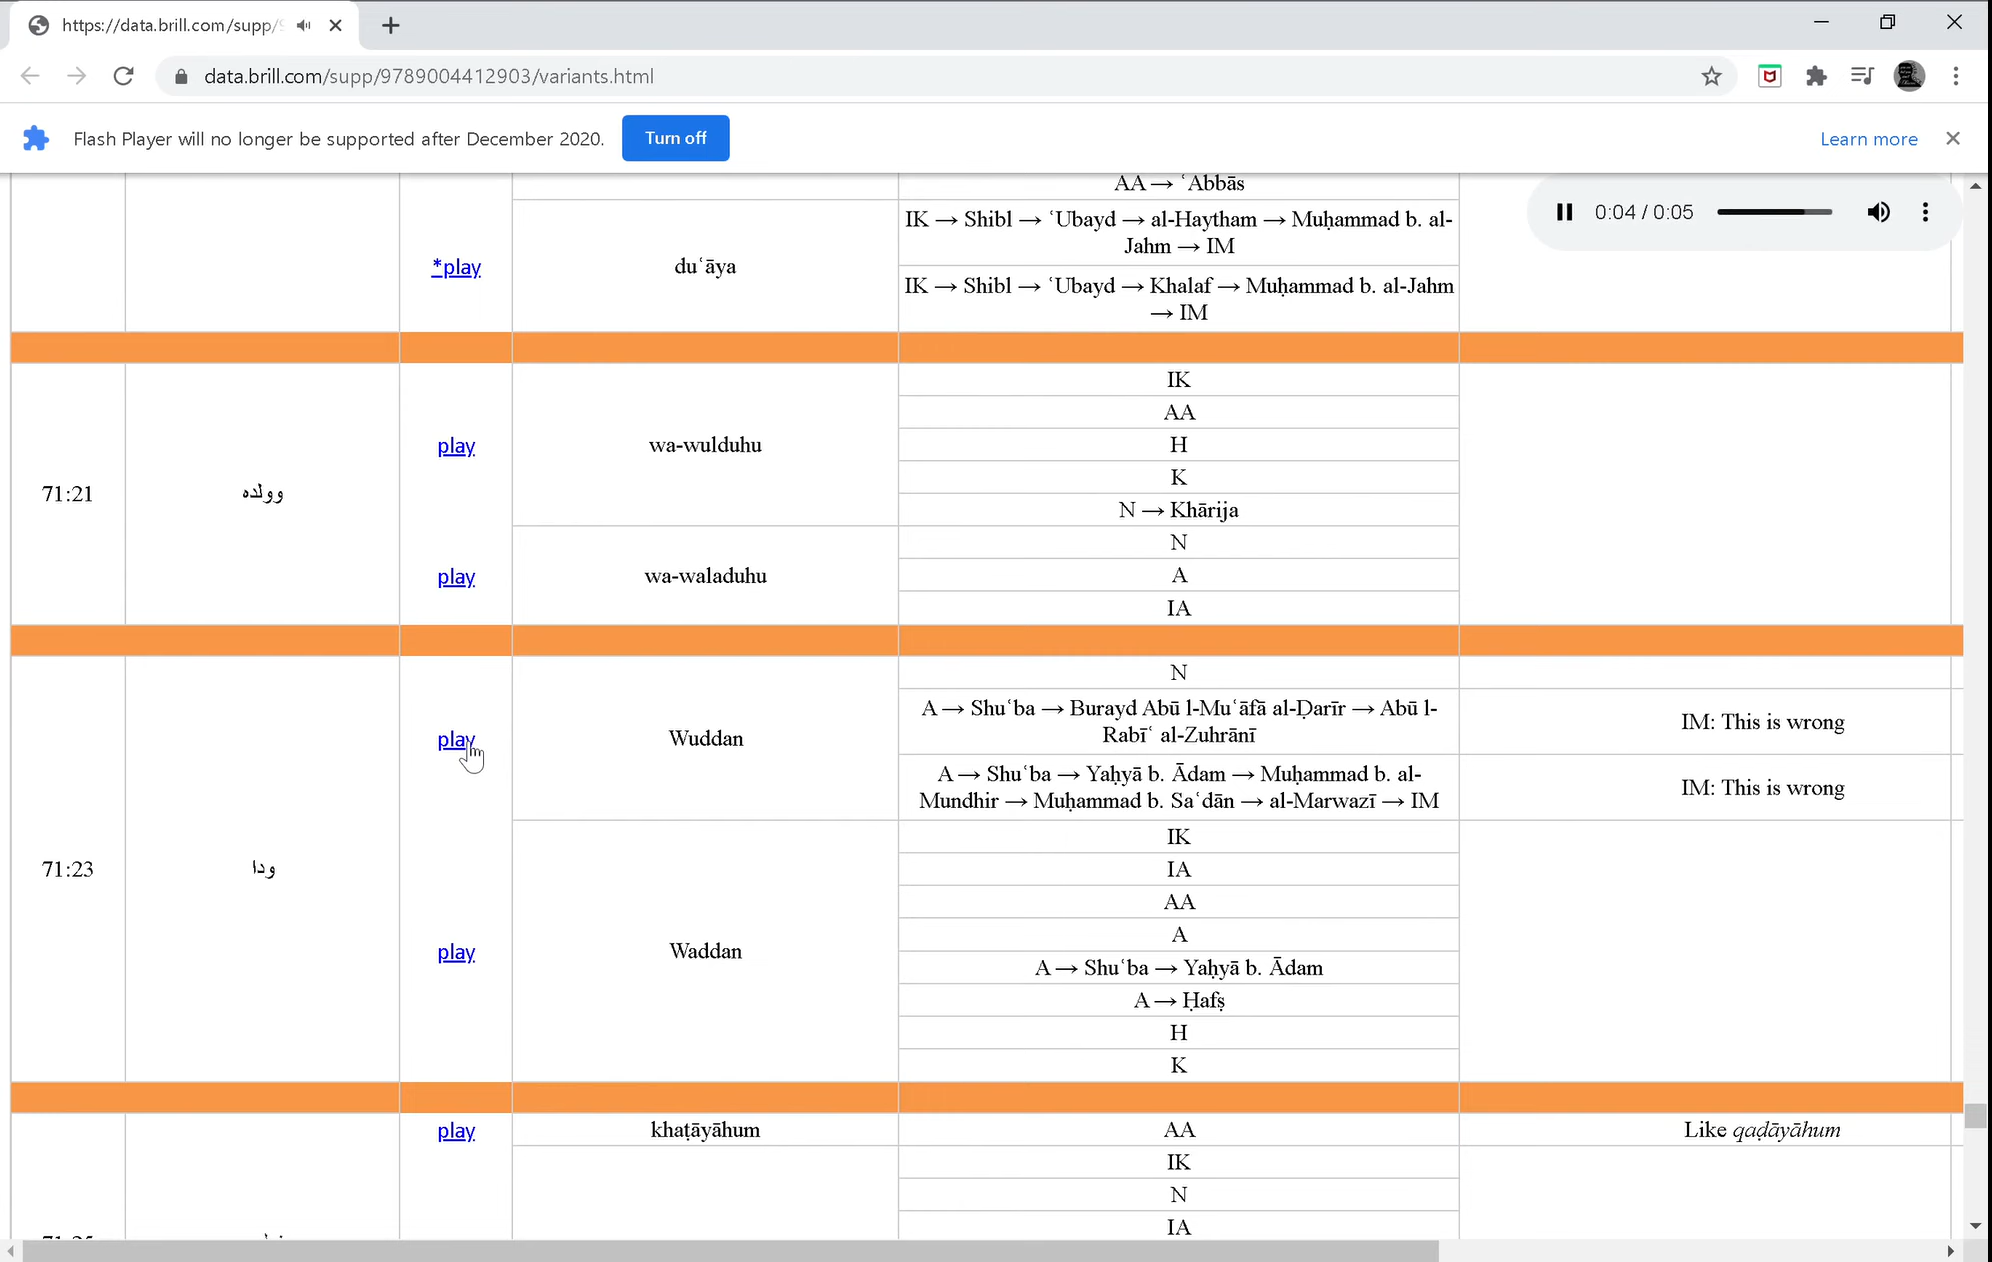 https://data.brill.com/supp/
data.brill.com/supp/9789004412903/variants.html
Flash Player will no longer be supported after December 2020.
Turn off
Learn more
AA → ʿAbbās
0:04 / 0:05
*play
duʿāya
IK → Shibl → ʿUbayd → al-Haytham → Muḥammad b. al-
Jahm → IM
IK → Shibl → ʿUbayd → Khalaf → Muḥammad b. al-Jahm
→ IM
71:21
وولده
play
wa-wulduhu
IK
AA
H
K
N → Khārija
play
wa-waladuhu
N
A
IA
71:23
ودا
play
Wuddan
N
A → Shuʿba → Burayd Abū l-Muʿāfā al-Ḍarīr → Abū l-
Rabīʿ al-Zuhrānī
IM: This is wrong
A → Shuʿba → Yaḥyā b. Ādam → Muḥammad b. al-
Mundhir → Muḥammad b. Saʿdān → al-Marwazī → IM
IM: This is wrong
play
Waddan
IK
IA
AA
A
A → Shuʿba → Yaḥyā b. Ādam
A → Ḥafṣ
H
K
play
khaṭāyāhum
AA
Like qaḍāyāhum
IK
N
IA